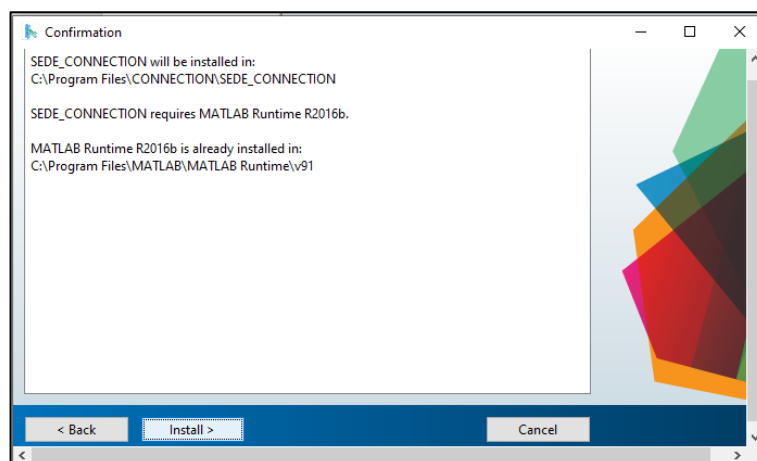 Confirmation
SEDE_CONNECTION will be installed in:
C:\Program Files\CONNECTION\SEDE_CONNECTION
SEDE_CONNECTION requires MATLAB Runtime R2016b.
MATLAB Runtime R2016b is already installed in:
C:\Program Files\MATLAB\MATLAB Runtime\v91
< Back
Install >
Cancel